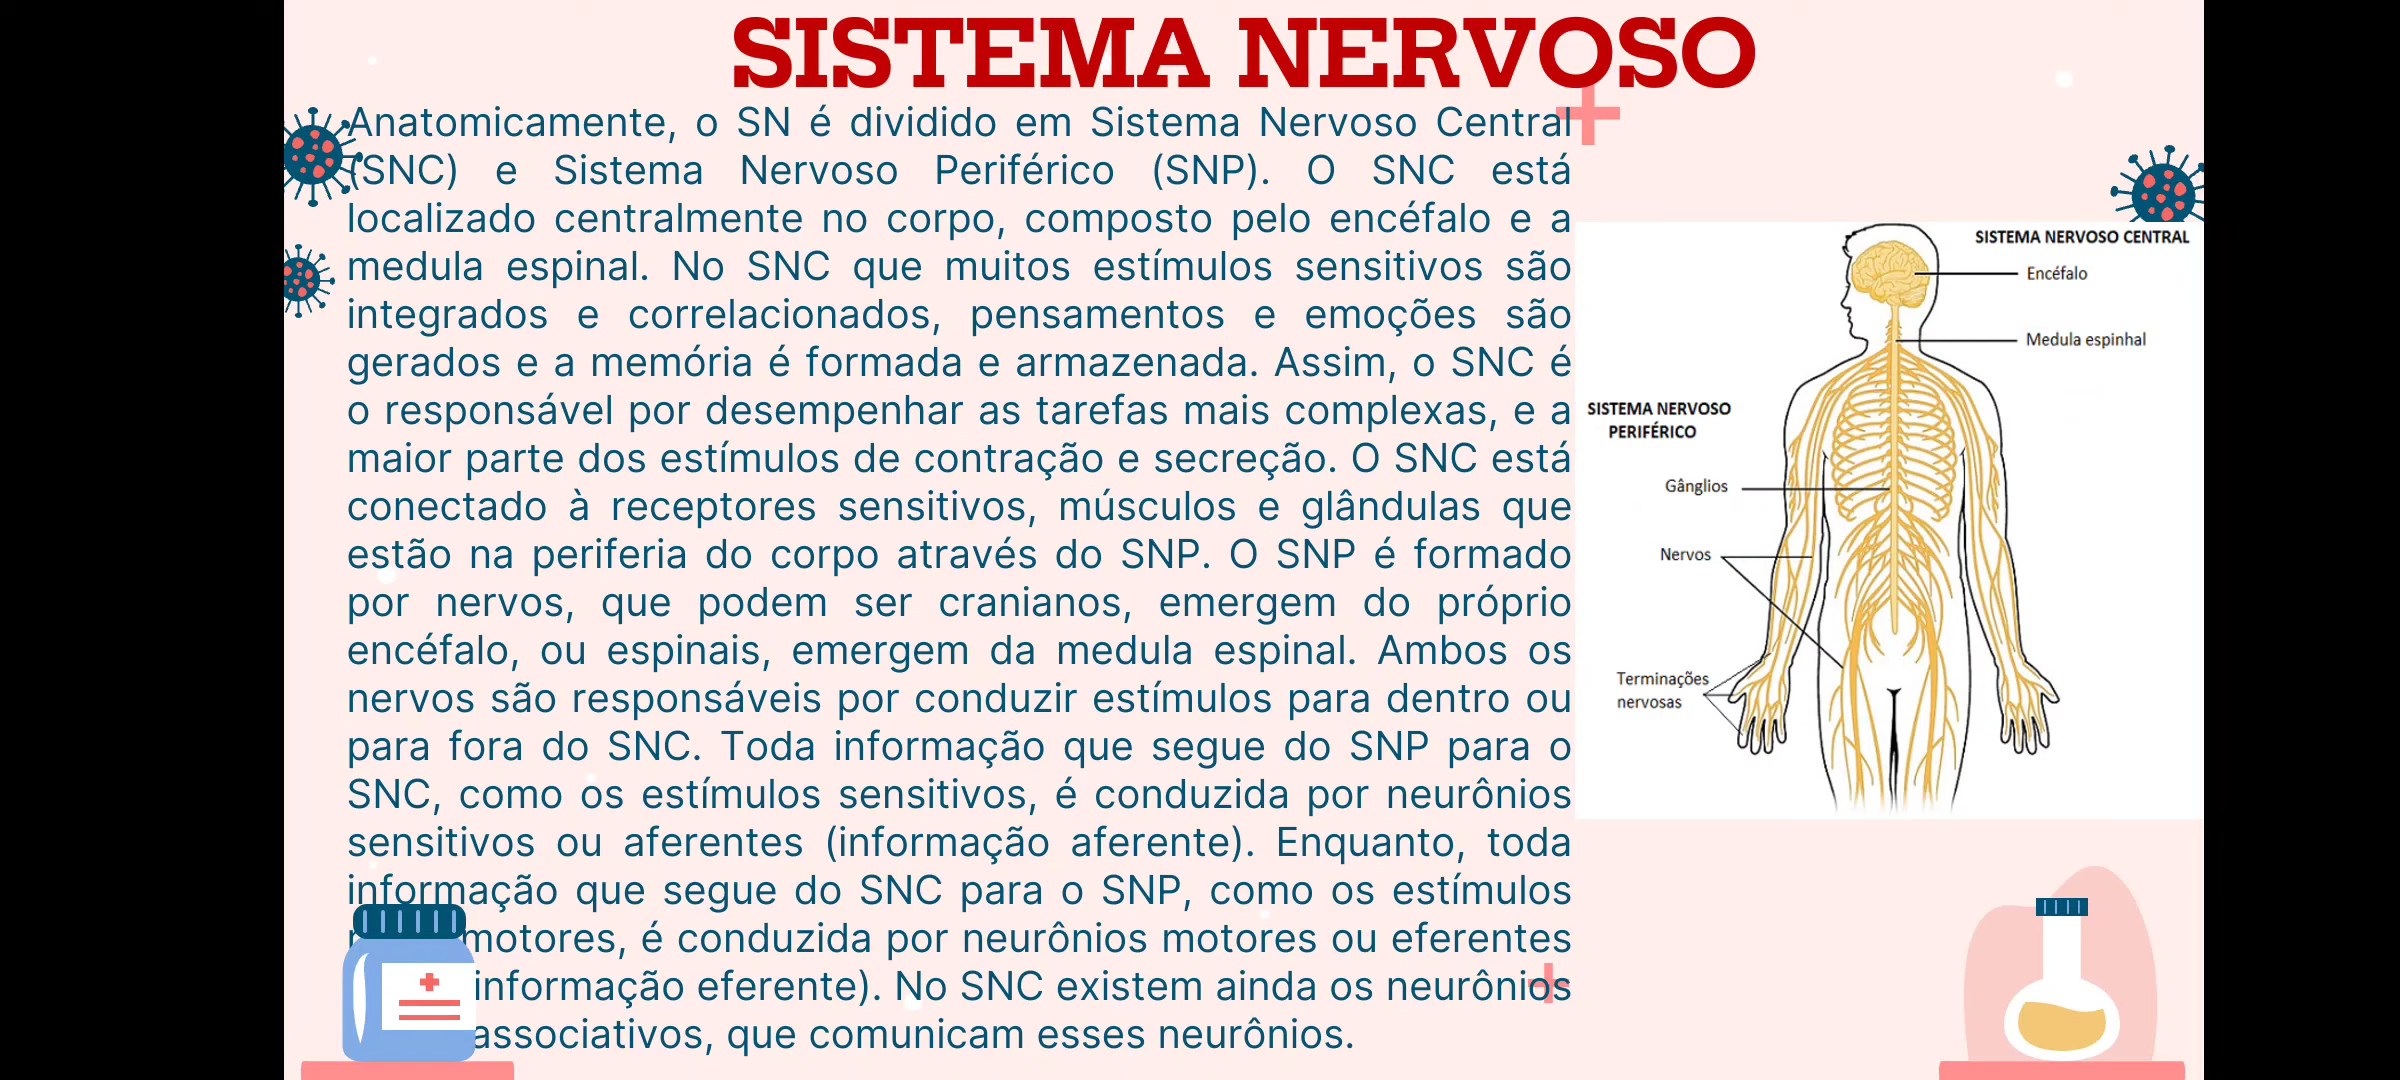 SISTEMA NERVOSO
Anatomicamente, o SN é dividido em Sistema Nervoso Central
(SNC) e Sistema Nervoso Periférico (SNP). O SNC está
localizado centralmente no corpo, composto pelo encéfalo e a
medula espinal. No SNC que muitos estímulos sensitivos são
integrados e correlacionados, pensamentos e emoções são
gerados e a memória é formada e armazenada. Assim, o SNC é
o responsável por desempenhar as tarefas mais complexas, e a
maior parte dos estímulos de contração e secreção. O SNC está
conectado à receptores sensitivos, músculos e glândulas que
estão na periferia do corpo através do SNP. O SNP é formado
por nervos, que podem ser cranianos, emergem do próprio
encéfalo, ou espinais, emergem da medula espinal. Ambos os
nervos são responsáveis por conduzir estímulos para dentro ou
para fora do SNC. Toda informação que segue do SNP para o
SNC, como os estímulos sensitivos, é conduzida por neurônios
sensitivos ou aferentes (informação aferente). Enquanto, toda
informação que segue do SNC para o SNP, como os estímulos
motores, é conduzida por neurônios motores ou eferentes
informação eferente). No SNC existem ainda os neurônios
associativos, que comunicam esses neurônios.
SISTEMA NERVOSO CENTRAL
Encéfalo
Medula espinhal
SISTEMA NERVOSO
PERIFÉRICO
Gânglios
Nervos
Terminações
nervosas